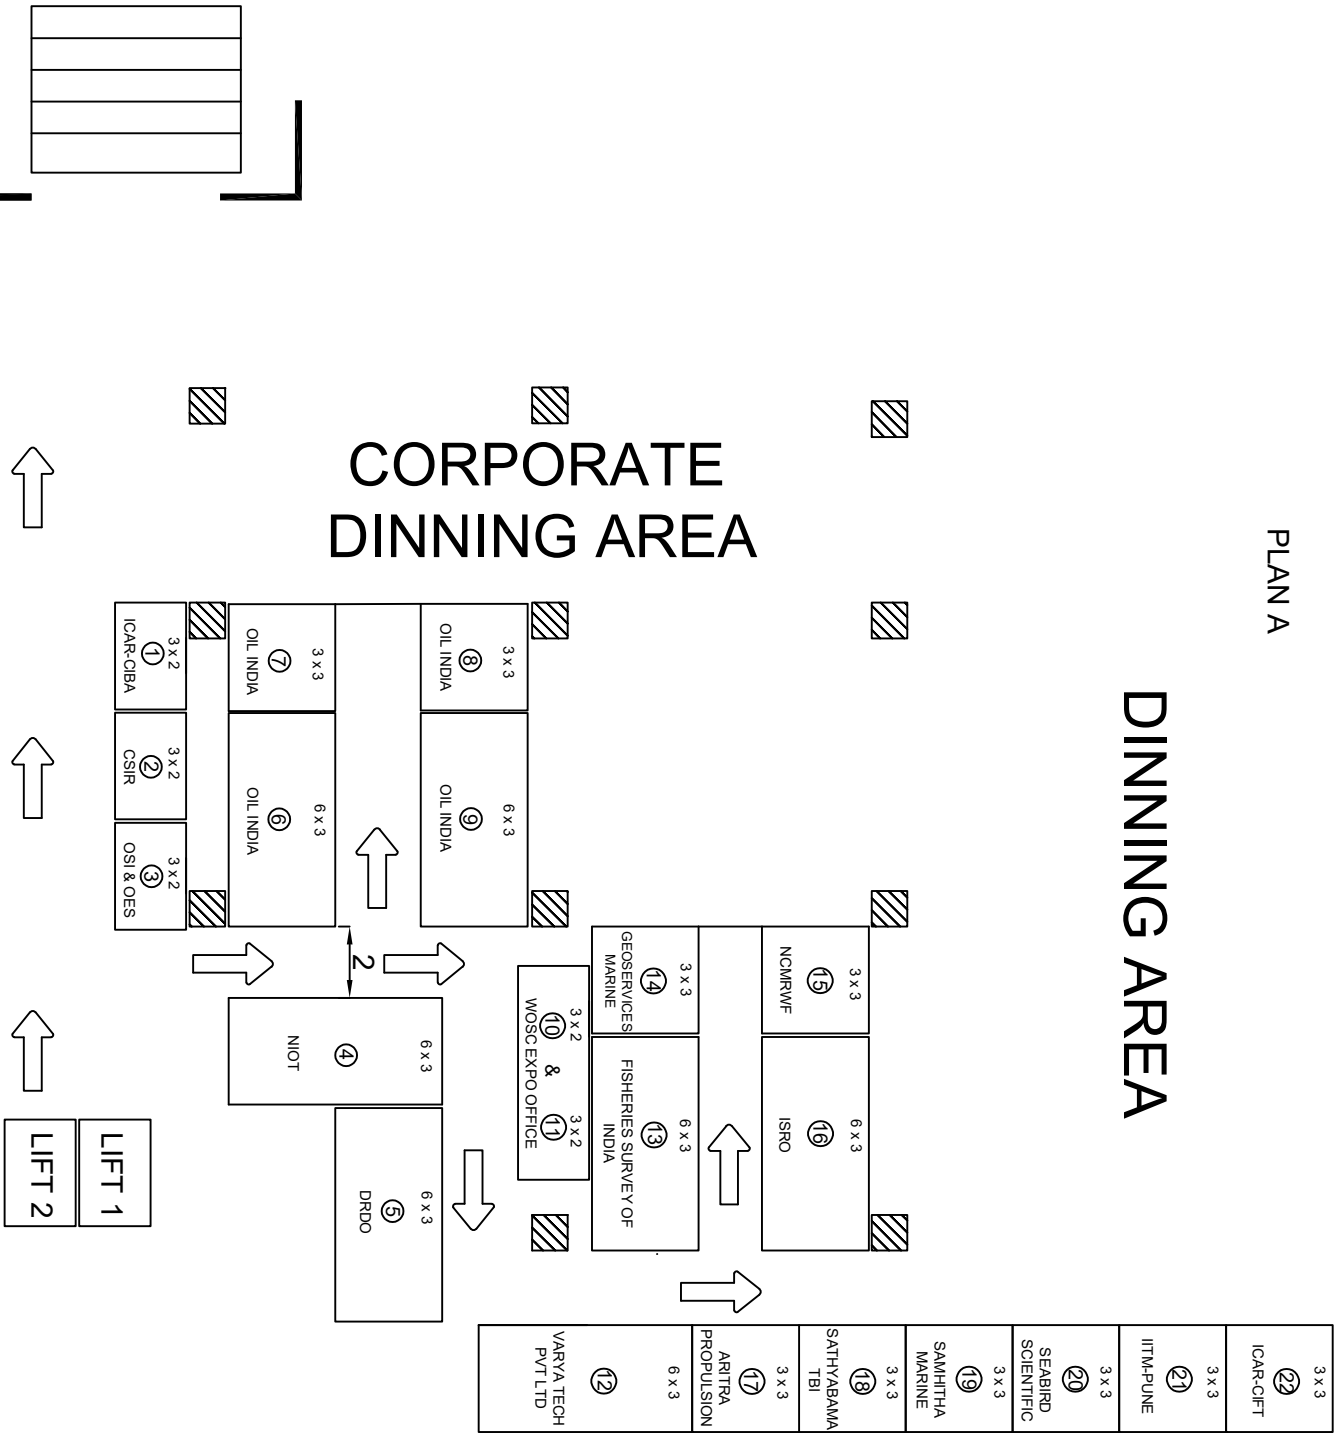 CORPORATE
DINNING AREA
PLAN A
DINNING AREA
3 x 2
1
ICAR-CIBA
3 x 2
2
CSIR
3 x 2
3
OSI & OES
3 x 3
7
OIL INDIA
6 x 3
6
OIL INDIA
3 x 3
8
OIL INDIA
6 x 3
9
OIL INDIA
2
6 x 3
4
NIOT
6 x 3
5
DRDO
3 x 2 3 x 2
10 & 11
WOSC EXPO OFFICE
3 x 3
14
GEOSERVICES
MARINE
6 x 3
13
FISHERIES SURVEY OF
INDIA
3 x 3
15
NCMRWF
6 x 3
16
ISRO
LIFT 1
LIFT 2
6 x 3
12
VARYA TECH
PVT LTD
3 x 3
17
ARITRA
PROPULSION
3 x 3
18
SATHYABAMA
TBI
3 x 3
19
SAMHITHA
MARINE
3 x 3
20
SEABIRD
SCIENTIFIC
3 x 3
21
IITM-PUNE
3 x 3
22
ICAR-CIFT